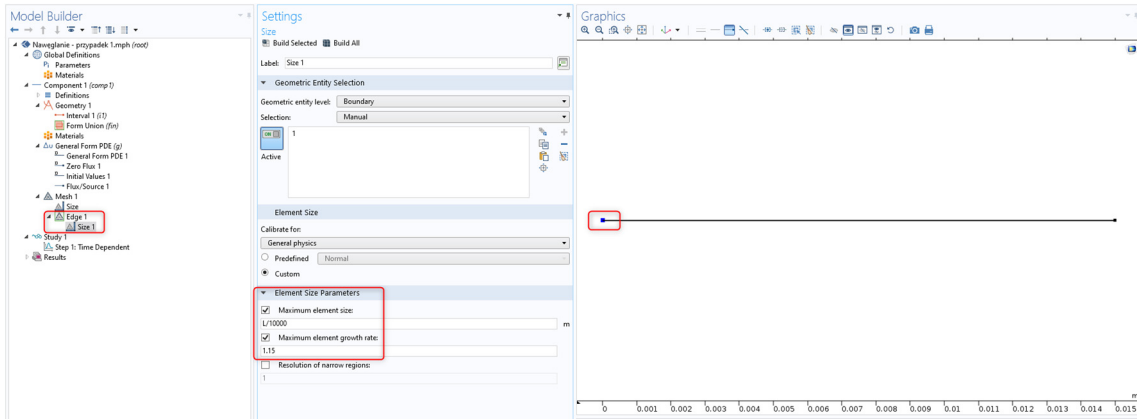 Model Builder
Naweglanie - przypadek 1.mph (root)
Global Definitions
Pi Parameters
Materials
Component 1 (comp1)
Definitions
Geometry 1
Interval 1 (i1)
Form Union (fin)
Materials
Δu General Form PDE (g)
General Form PDE 1
Zero Flux 1
Initial Values 1
Flux/Source 1
Mesh 1
Size
Edge 1
Size 1
Study 1
Step 1: Time Dependent
Results
Settings
Size
Build Selected Build All
Label: Size 1
Geometric Entity Selection
Geometric entity level: Boundary
Selection: Manual
1
Active
Element Size
Calibrate for:
General physics
Predefined Normal
Custom
Element Size Parameters
Maximum element size:
L/10000 m
Maximum element growth rate:
1.15
Resolution of narrow regions:
1
Graphics
m
0 0.001 0.002 0.003 0.004 0.005 0.006 0.007 0.008 0.009 0.01 0.011 0.012 0.013 0.014 0.015